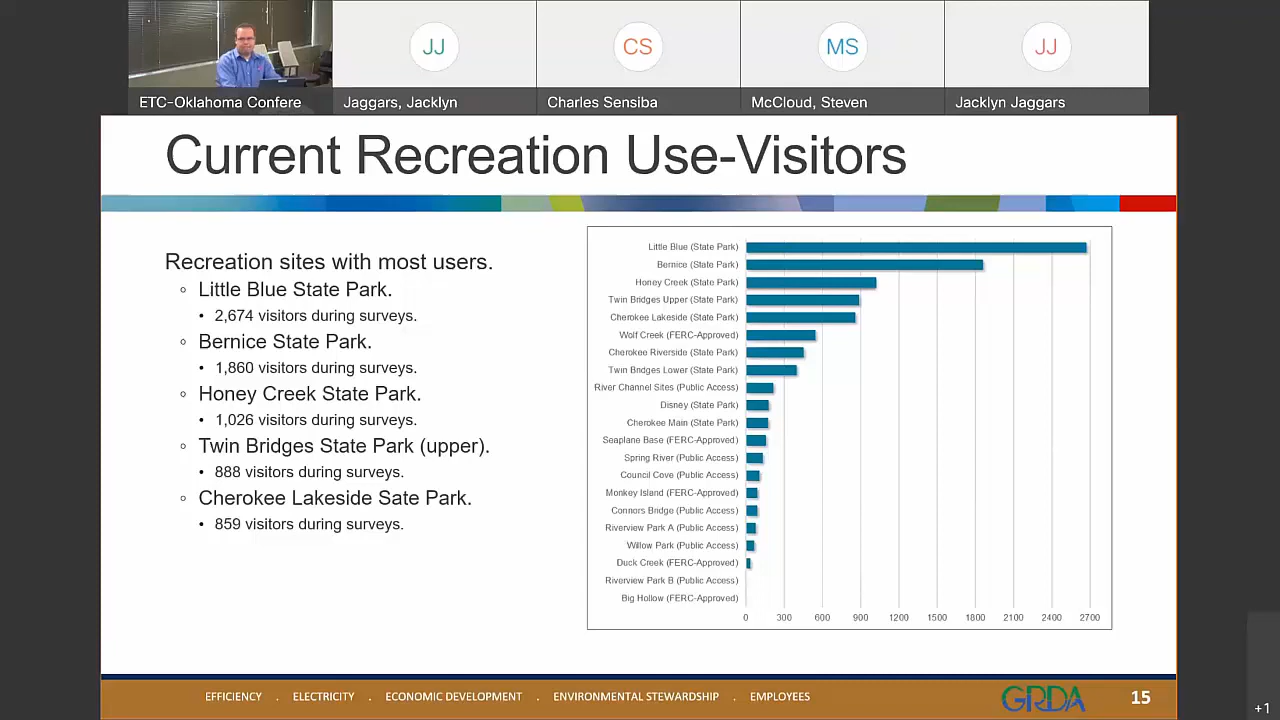 JJ
CS
MS
JJ
ETC-Oklahoma Confere
Jaggars, Jacklyn
Charles Sensiba
McCloud, Steven
Jacklyn Jaggars
Current Recreation Use-Visitors
Recreation sites with most users.
Little Blue State Park.
• 2,674 visitors during surveys.
Bernice State Park.
• 1,860 visitors during surveys.
Honey Creek State Park.
• 1,026 visitors during surveys.
Twin Bridges State Park (upper).
• 888 visitors during surveys.
Cherokee Lakeside Sate Park.
• 859 visitors during surveys.
Little Blue (State Park)
Bernice (State Park)
Honey Creek (State Park)
Twin Bridges Upper (State Park)
Cherokee Lakeside (State Park)
Wolf Creek (FERC-Approved)
Cherokee Riverside (State Park)
Twin Bridges Lower (State Park)
River Channel Sites (Public Access)
Disney (State Park)
Cherokee Main (State Park)
Seaplane Base (FERC-Approved)
Spring River (Public Access)
Council Cove (Public Access)
Monkey Island (FERC-Approved)
Connors Bridge (Public Access)
Riverview Park A (Public Access)
Willow Park (Public Access)
Duck Creek (FERC-Approved)
Riverview Park B (Public Access)
Big Hollow (FERC-Approved)
0 300 600 900 1200 1500 1800 2100 2400 2700
EFFICIENCY . ELECTRICITY . ECONOMIC DEVELOPMENT . ENVIRONMENTAL STEWARDSHIP . EMPLOYEES
GRDA
15
+1